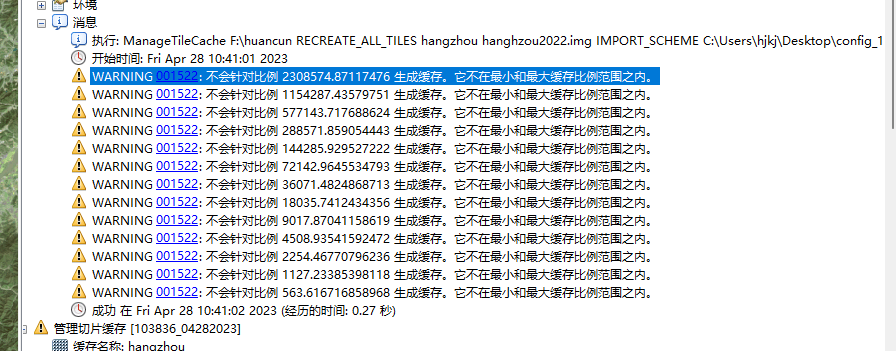 环境
消息
执行: ManageTileCache F:\huancun RECREATE_ALL_TILES hangzhou hanghzou2022.img IMPORT_SCHEME C:\Users\hjkj\Desktop\config_1
开始时间: Fri Apr 28 10:41:01 2023
WARNING 001522: 不会针对比例 2308574.87117476 生成缓存。它不在最小和最大缓存比例范围之内。
WARNING 001522: 不会针对比例 1154287.43579751 生成缓存。它不在最小和最大缓存比例范围之内。
WARNING 001522: 不会针对比例 577143.717688624 生成缓存。它不在最小和最大缓存比例范围之内。
WARNING 001522: 不会针对比例 288571.859054443 生成缓存。它不在最小和最大缓存比例范围之内。
WARNING 001522: 不会针对比例 144285.929527222 生成缓存。它不在最小和最大缓存比例范围之内。
WARNING 001522: 不会针对比例 72142.9645534793 生成缓存。它不在最小和最大缓存比例范围之内。
WARNING 001522: 不会针对比例 36071.4824868713 生成缓存。它不在最小和最大缓存比例范围之内。
WARNING 001522: 不会针对比例 18035.7412434356 生成缓存。它不在最小和最大缓存比例范围之内。
WARNING 001522: 不会针对比例 9017.87041158619 生成缓存。它不在最小和最大缓存比例范围之内。
WARNING 001522: 不会针对比例 4508.93541592472 生成缓存。它不在最小和最大缓存比例范围之内。
WARNING 001522: 不会针对比例 2254.46770796236 生成缓存。它不在最小和最大缓存比例范围之内。
WARNING 001522: 不会针对比例 1127.23385398118 生成缓存。它不在最小和最大缓存比例范围之内。
WARNING 001522: 不会针对比例 563.616716858968 生成缓存。它不在最小和最大缓存比例范围之内。
成功 在 Fri Apr 28 10:41:02 2023 (经历的时间: 0.27 秒)
管理切片缓存 [103836_04282023]
缓存名称: hangzhou